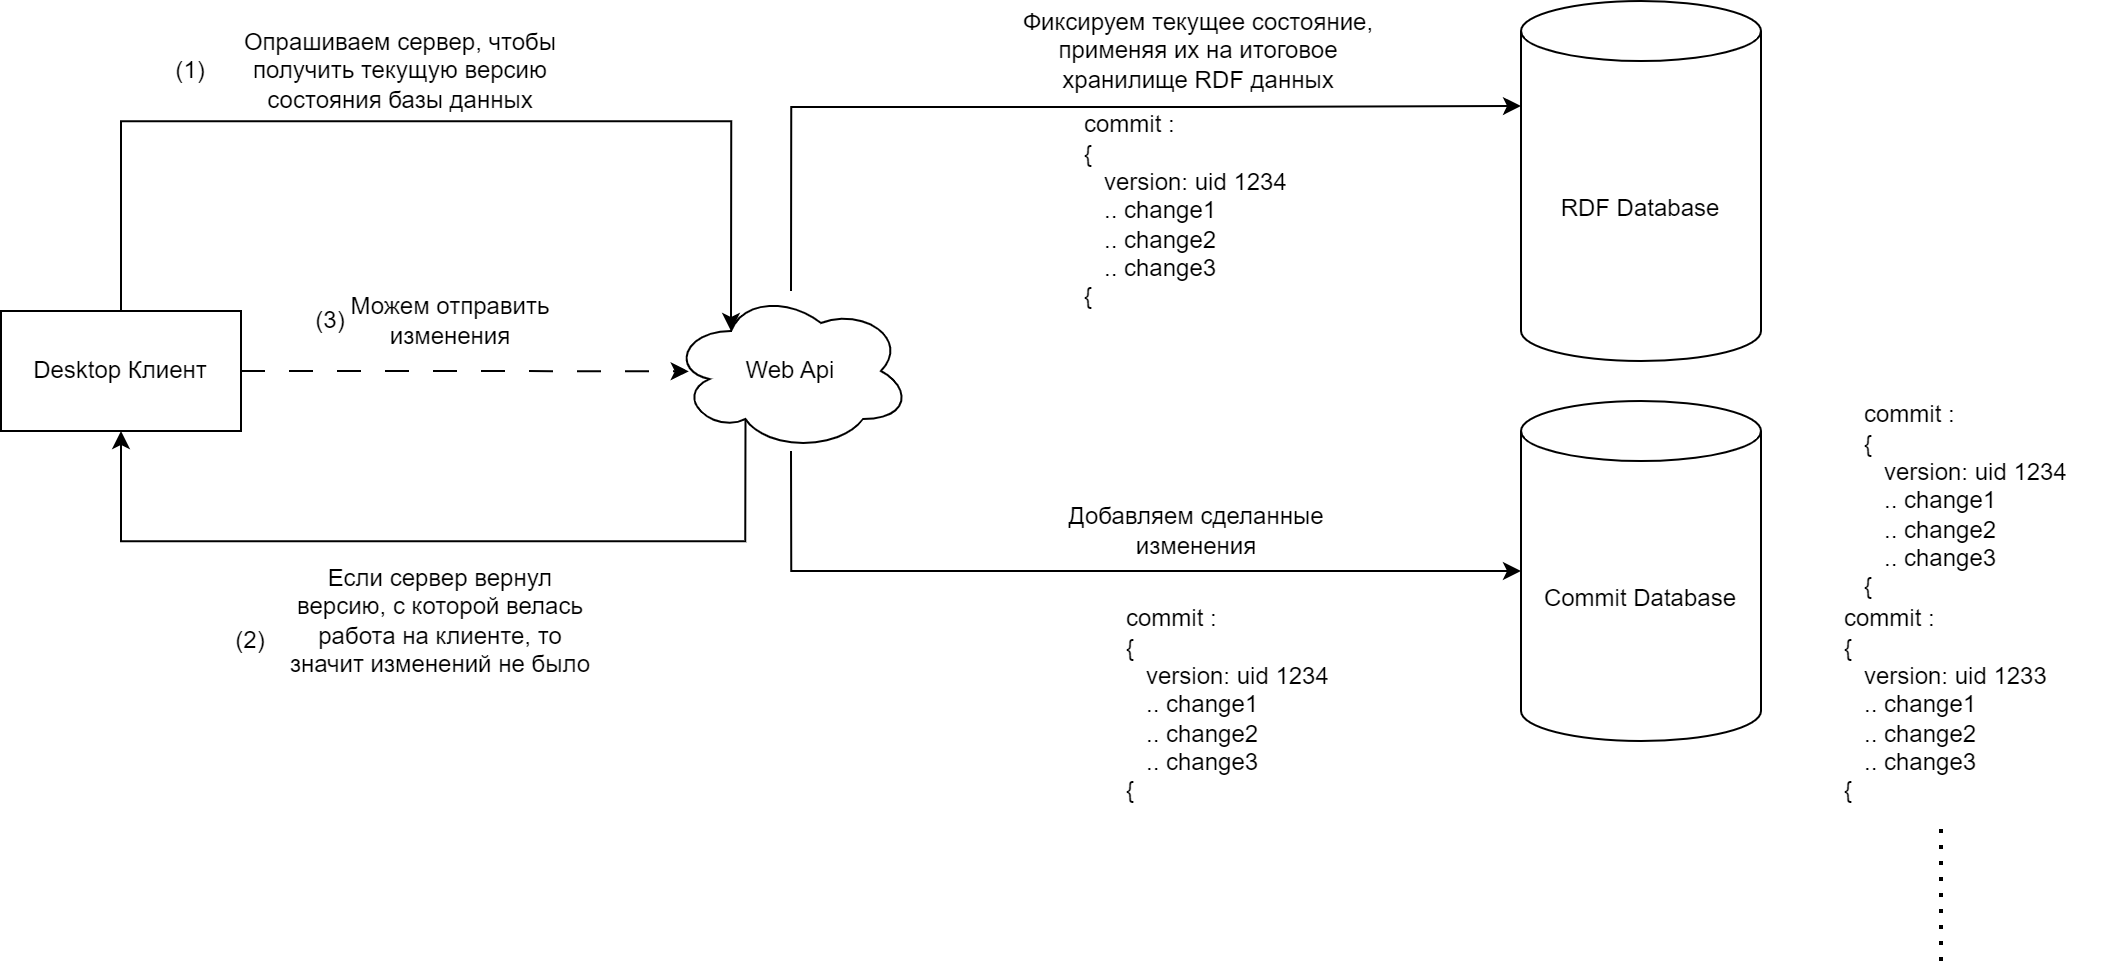 (1)
Опрашиваем сервер, чтобы
получить текущую версию
состояния базы данных
Фиксируем текущее состояние,
применяя их на итоговое
хранилище RDF данных
commit :
{
version: uid 1234
.. change1
.. change2
.. change3
{
RDF Database
(3)
Можем отправить
изменения
Desktop Клиент
Web Api
Добавляем сделанные
изменения
commit :
{
version: uid 1234
.. change1
.. change2
.. change3
{
Commit Database
commit :
{
version: uid 1234
.. change1
.. change2
.. change3
{
commit :
{
version: uid 1233
.. change1
.. change2
.. change3
{
(2)
Если сервер вернул
версию, с которой велась
работа на клиенте, то
значит изменений не было